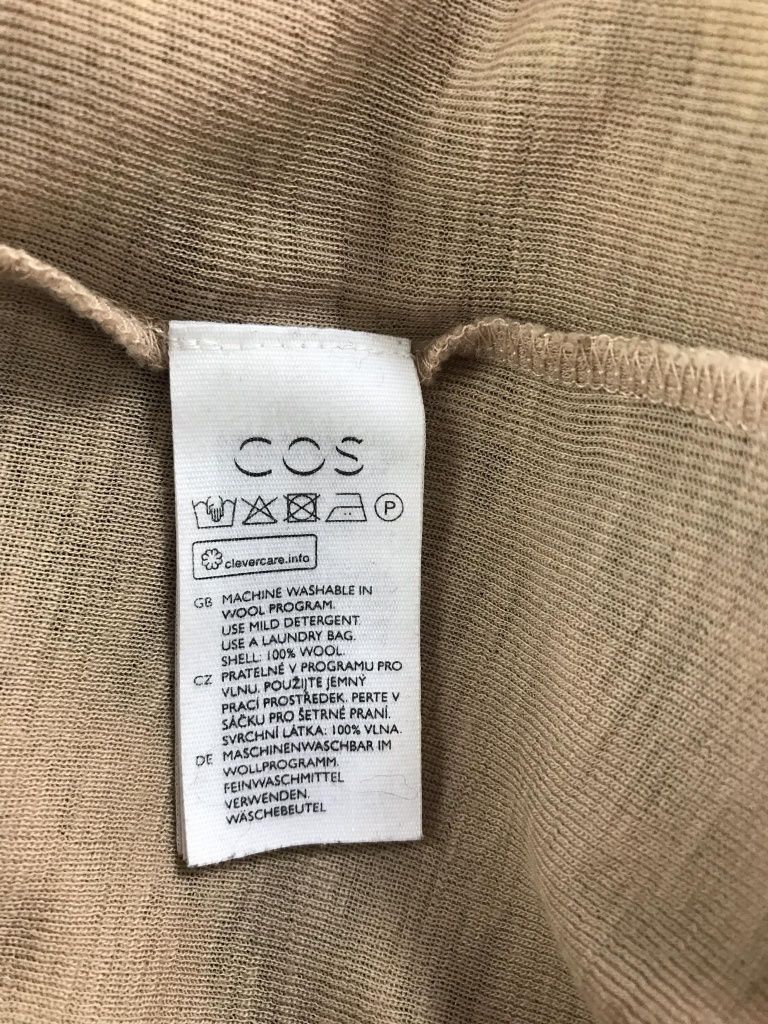 COS
P
clevercare.info
GB MACHINE WASHABLE IN
WOOL PROGRAM.
USE MILD DETERGENT.
USE A LAUNDRY BAG.
SHELL: 100% WOOL.
CZ PRATELNÉ V PROGRAMU PRO
VLNU. POUŽIJTE JEMNÝ
PRACÍ PROSTŘEDEK. PERTE V
SÁČKU PRO ŠETRNÉ PRANÍ.
SVRCHNÍ LÁTKA: 100% VLNA.
DE MASCHINENWASCHBAR IM
WOLLPROGRAMM.
FEINWASCHMITTEL
VERWENDEN.
WÄSCHEBEUTEL